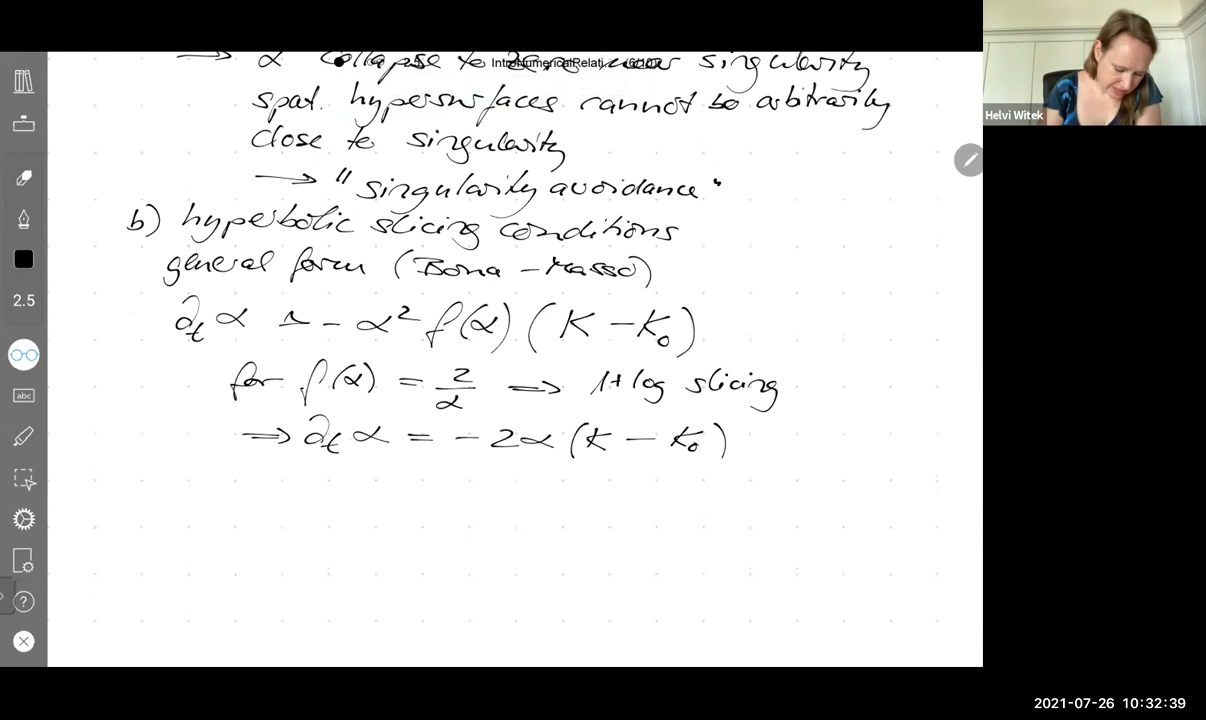 → α collapse to near singularity
spat. hypersurfaces cannot be arbitrarily
close to singularity
→ "singularity avoidance"
b) hyperbolic slicing conditions
general form (Bona - Masso)
∂ₜ α ~ - α² f(α) (K - K₀)
for f(α) = 2/α ⟹ 1+log slicing
⟹ ∂ₜ α = - 2α (K - K₀)
IntroNumericalRelati...
2.5
abc
?
Helvi Witek
2021-07-26 10:32:39